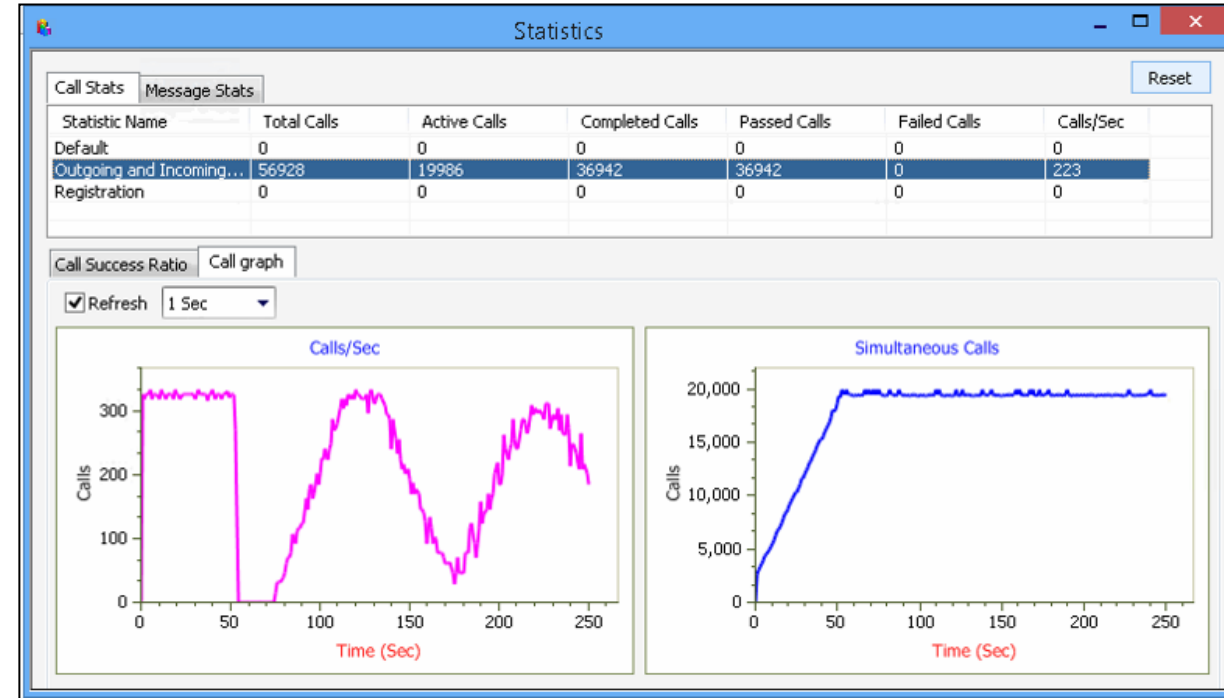 Statistics
Reset
Call Stats Message Stats
Statistic Name Total Calls Active Calls Completed Calls Passed Calls Failed Calls Calls/Sec
Default 0 0 0 0 0 0
Outgoing and Incoming... 56928 19986 36942 36942 0 223
Registration 0 0 0 0 0 0
Call Success Ratio Call graph
Refresh 1 Sec
Calls/Sec
300
200
100
0
Calls
0 50 100 150 200 250
Time (Sec)
Simultaneous Calls
20,000
15,000
10,000
5,000
0
Calls
0 50 100 150 200 250
Time (Sec)